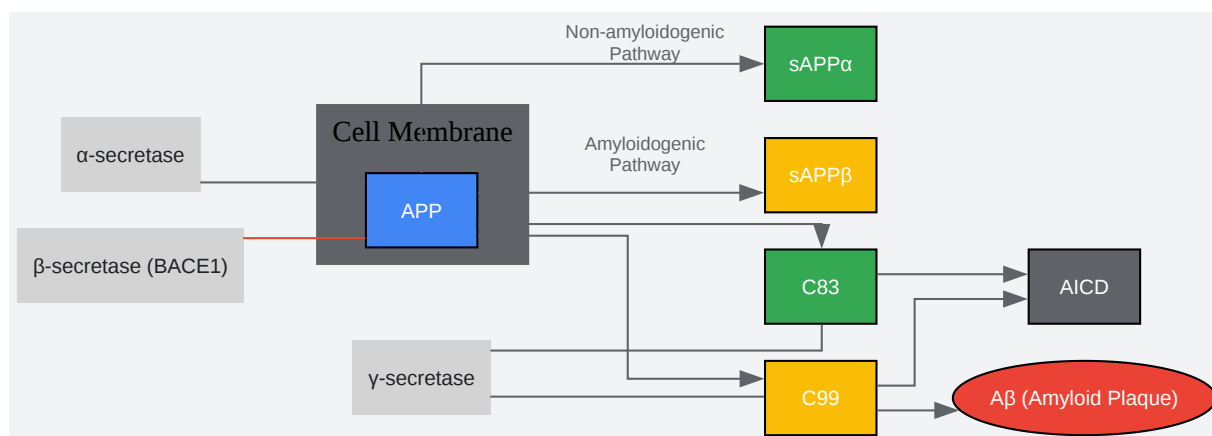 Non-amyloidogenic
Pathway
sAPPα
Cell Membrane
α-secretase
Amyloidogenic
Pathway
sAPPβ
APP
β-secretase (BACE1)
C83
AICD
γ-secretase
C99
Aβ (Amyloid Plaque)